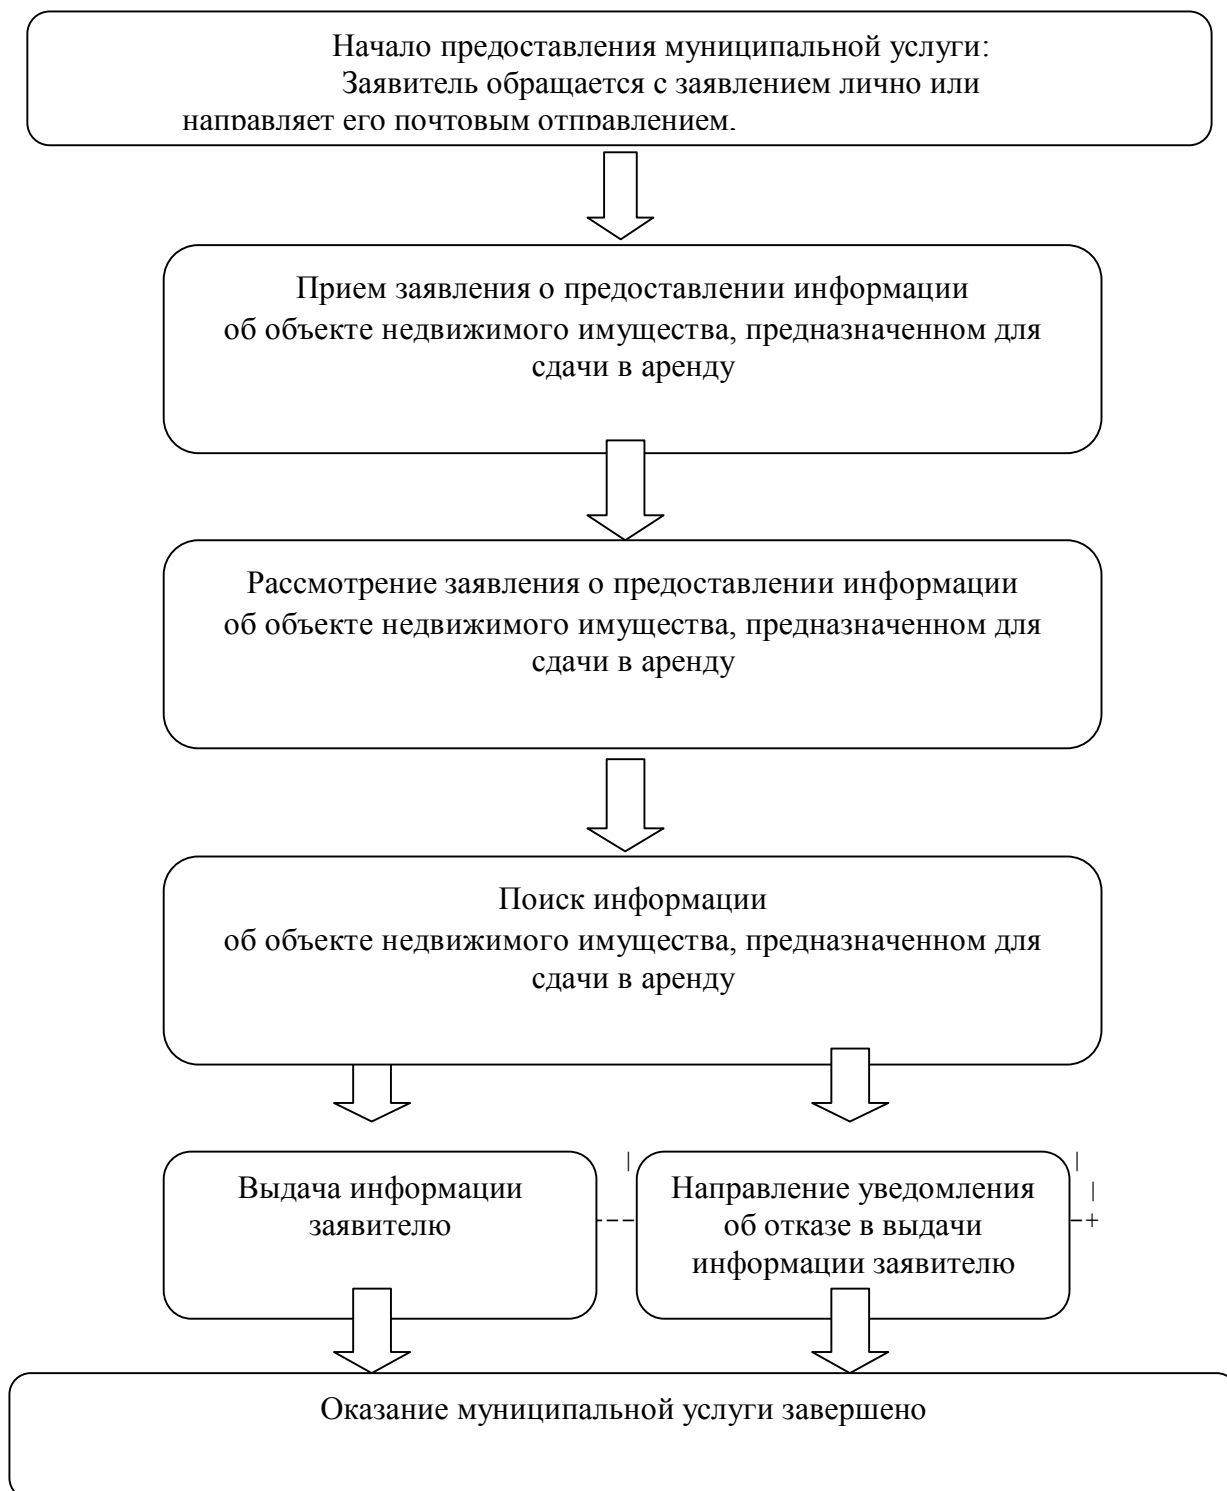 Начало предоставления муниципальной услуги:
Заявитель обращается с заявлением лично или
направляет его почтовым отправлением.
Прием заявления о предоставлении информации
об объекте недвижимого имущества, предназначенном для
сдачи в аренду
Рассмотрение заявления о предоставлении информации
об объекте недвижимого имущества, предназначенном для
сдачи в аренду
Поиск информации
об объекте недвижимого имущества, предназначенном для
сдачи в аренду
Выдача информации
заявителю
Направление уведомления
об отказе в выдачи
информации заявителю
Оказание муниципальной услуги завершено